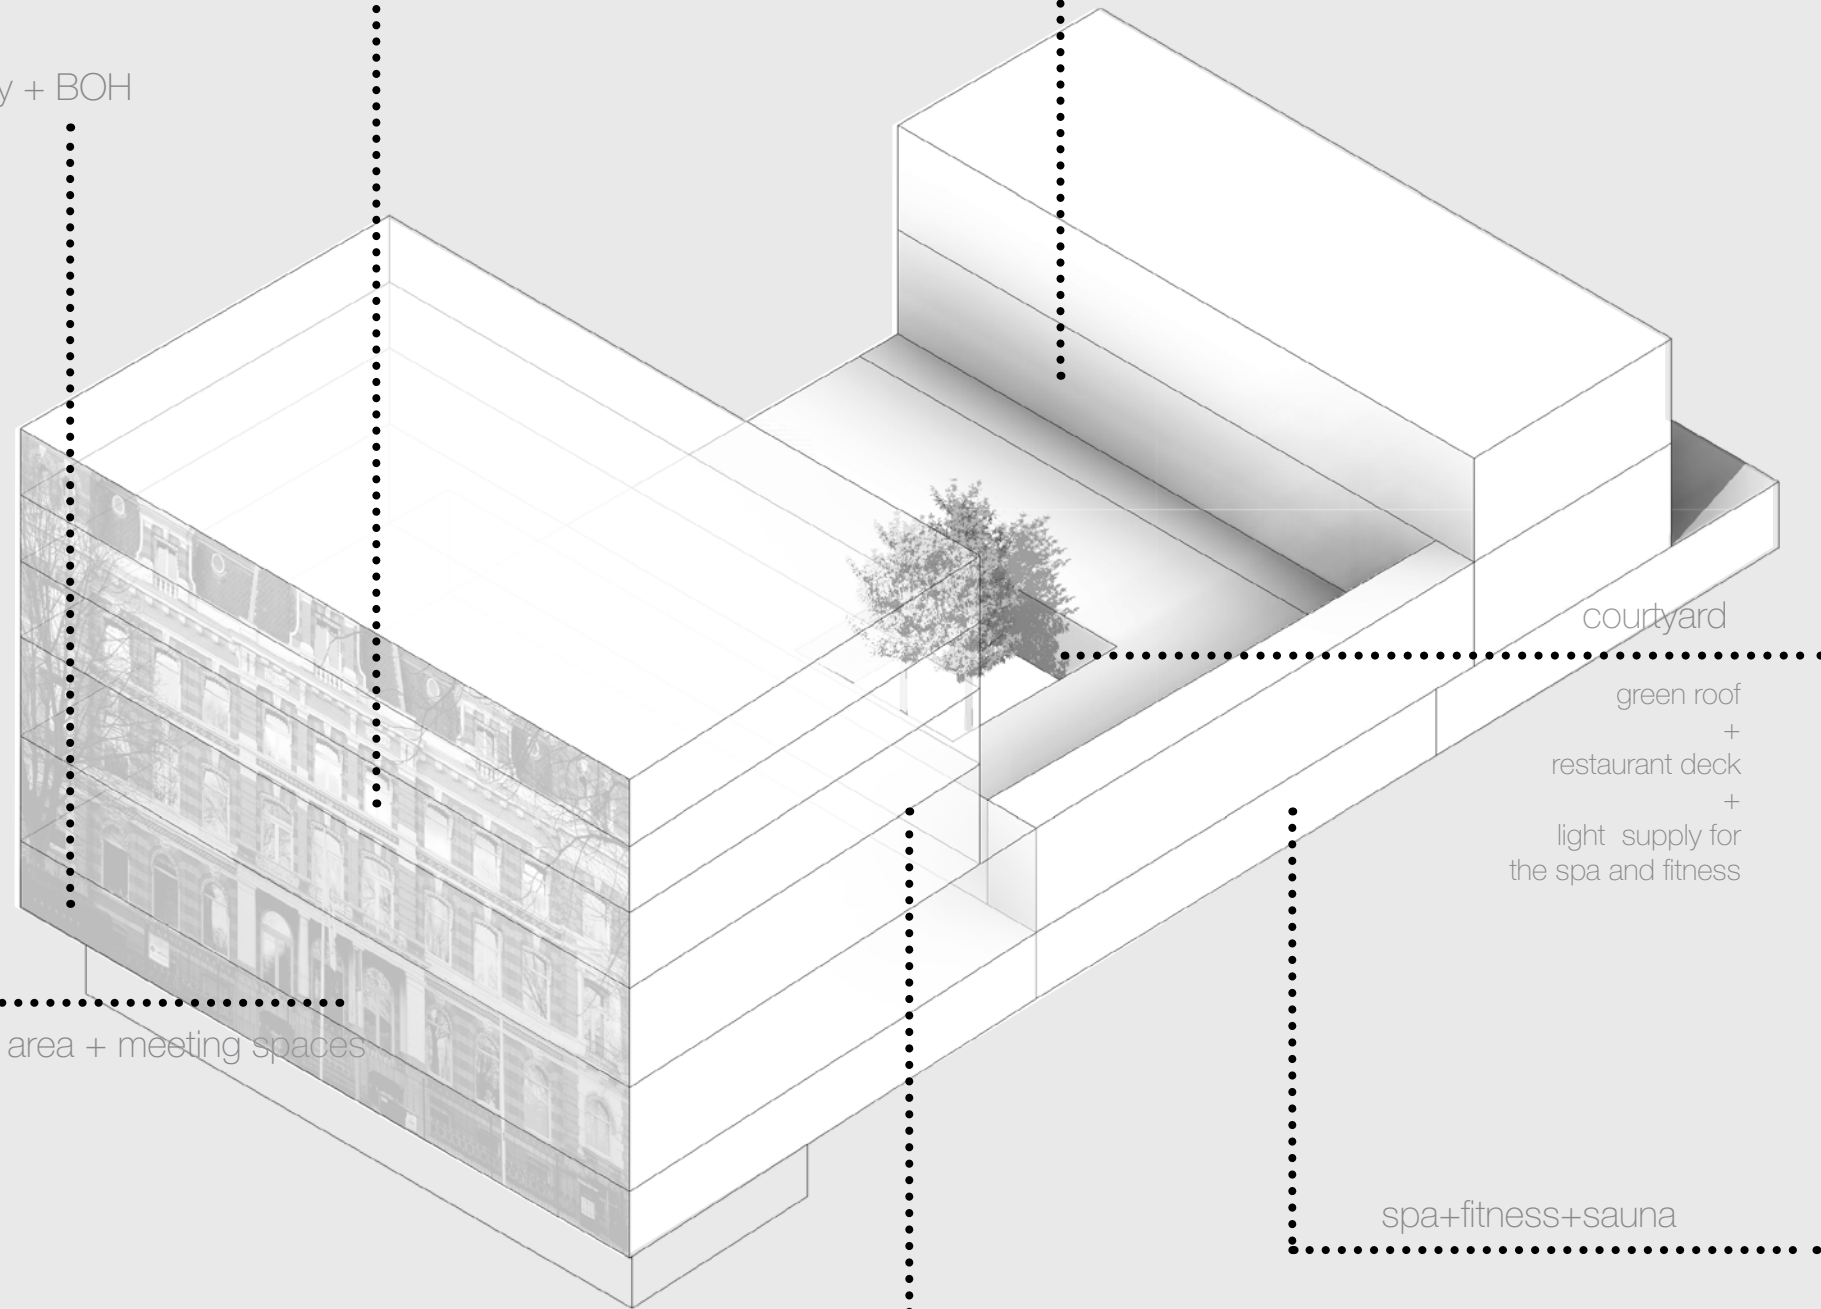 y + BOH
courtyard
green roof
+
restaurant deck
+
light supply for
the spa and fitness
area + meeting spaces
spa+fitness+sauna